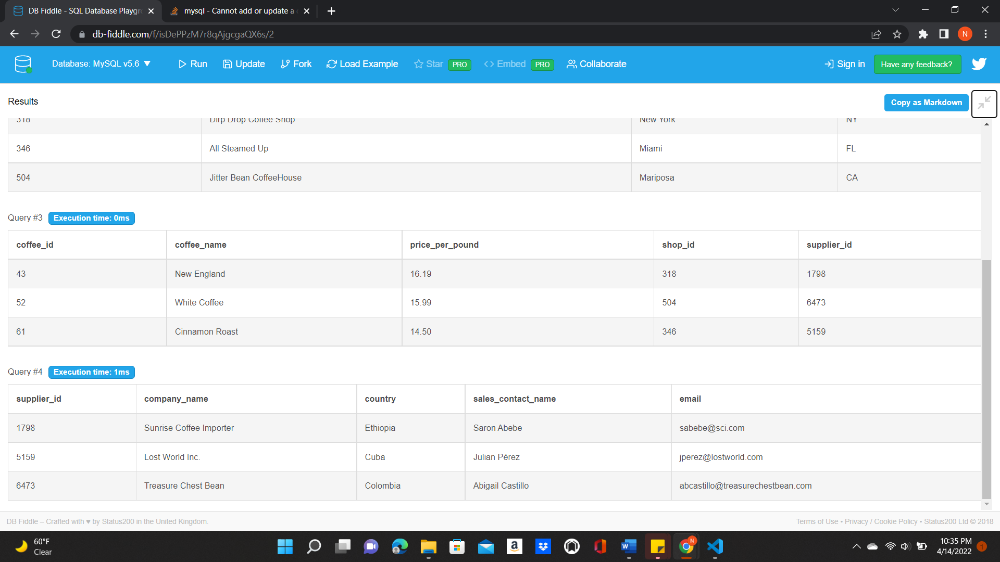 DB Fiddle - SQL Database Playgr
mysql - Cannot add or update a
db-fiddle.com/f/isDePPzM7r8qAjgcgaQX6s/2
N
Database: MySQL v5.6
Run
Update
Fork
Load Example
Star PRO
Embed PRO
Collaborate
Sign in
Have any feedback?
Results
Copy as Markdown
318 Dirp Drop Coffee Shop New York NY
346 All Steamed Up Miami FL
504 Jitter Bean CoffeeHouse Mariposa CA
Query #3 Execution time: 0ms
coffee_id coffee_name price_per_pound shop_id supplier_id
43 New England 16.19 318 1798
52 White Coffee 15.99 504 6473
61 Cinnamon Roast 14.50 346 5159
Query #4 Execution time: 1ms
supplier_id company_name country sales_contact_name email
1798 Sunrise Coffee Importer Ethiopia Saron Abebe sabebe@sci.com
5159 Lost World Inc. Cuba Julian Pérez jperez@lostworld.com
6473 Treasure Chest Bean Colombia Abigail Castillo abcastillo@treasurechestbean.com
DB Fiddle – Crafted with ♥ by Status200 in the United Kingdom.
Terms of Use • Privacy / Cookie Policy • Status200 Ltd © 2018
60°F
Clear
10:35 PM
4/14/2022
1